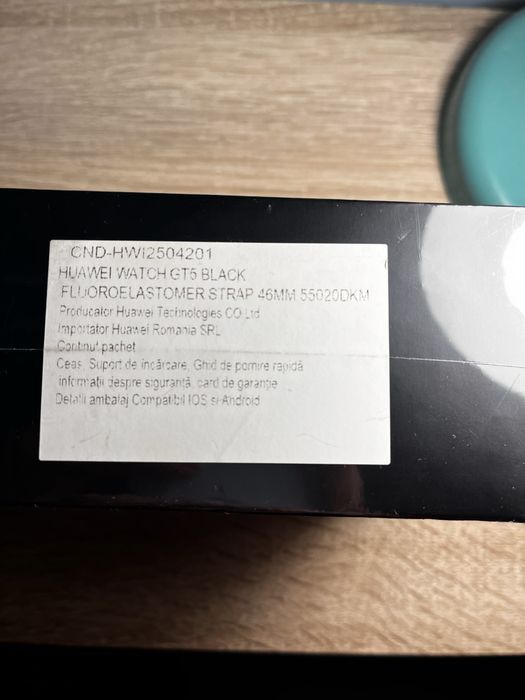 CND-HWI2504201
HUAWEI WATCH GT5 BLACK
FLUOROELASTOMER STRAP 46MM 55020DKM
Producator Huawei Technologies CO Ltd
Importator Huawei Romania SRL
Continut pachet
Ceas, Suport de încărcare, Ghid de pornire rapidă
informații despre siguranță, card de garanție
Detalii ambalaj Compatibil IOS si Android